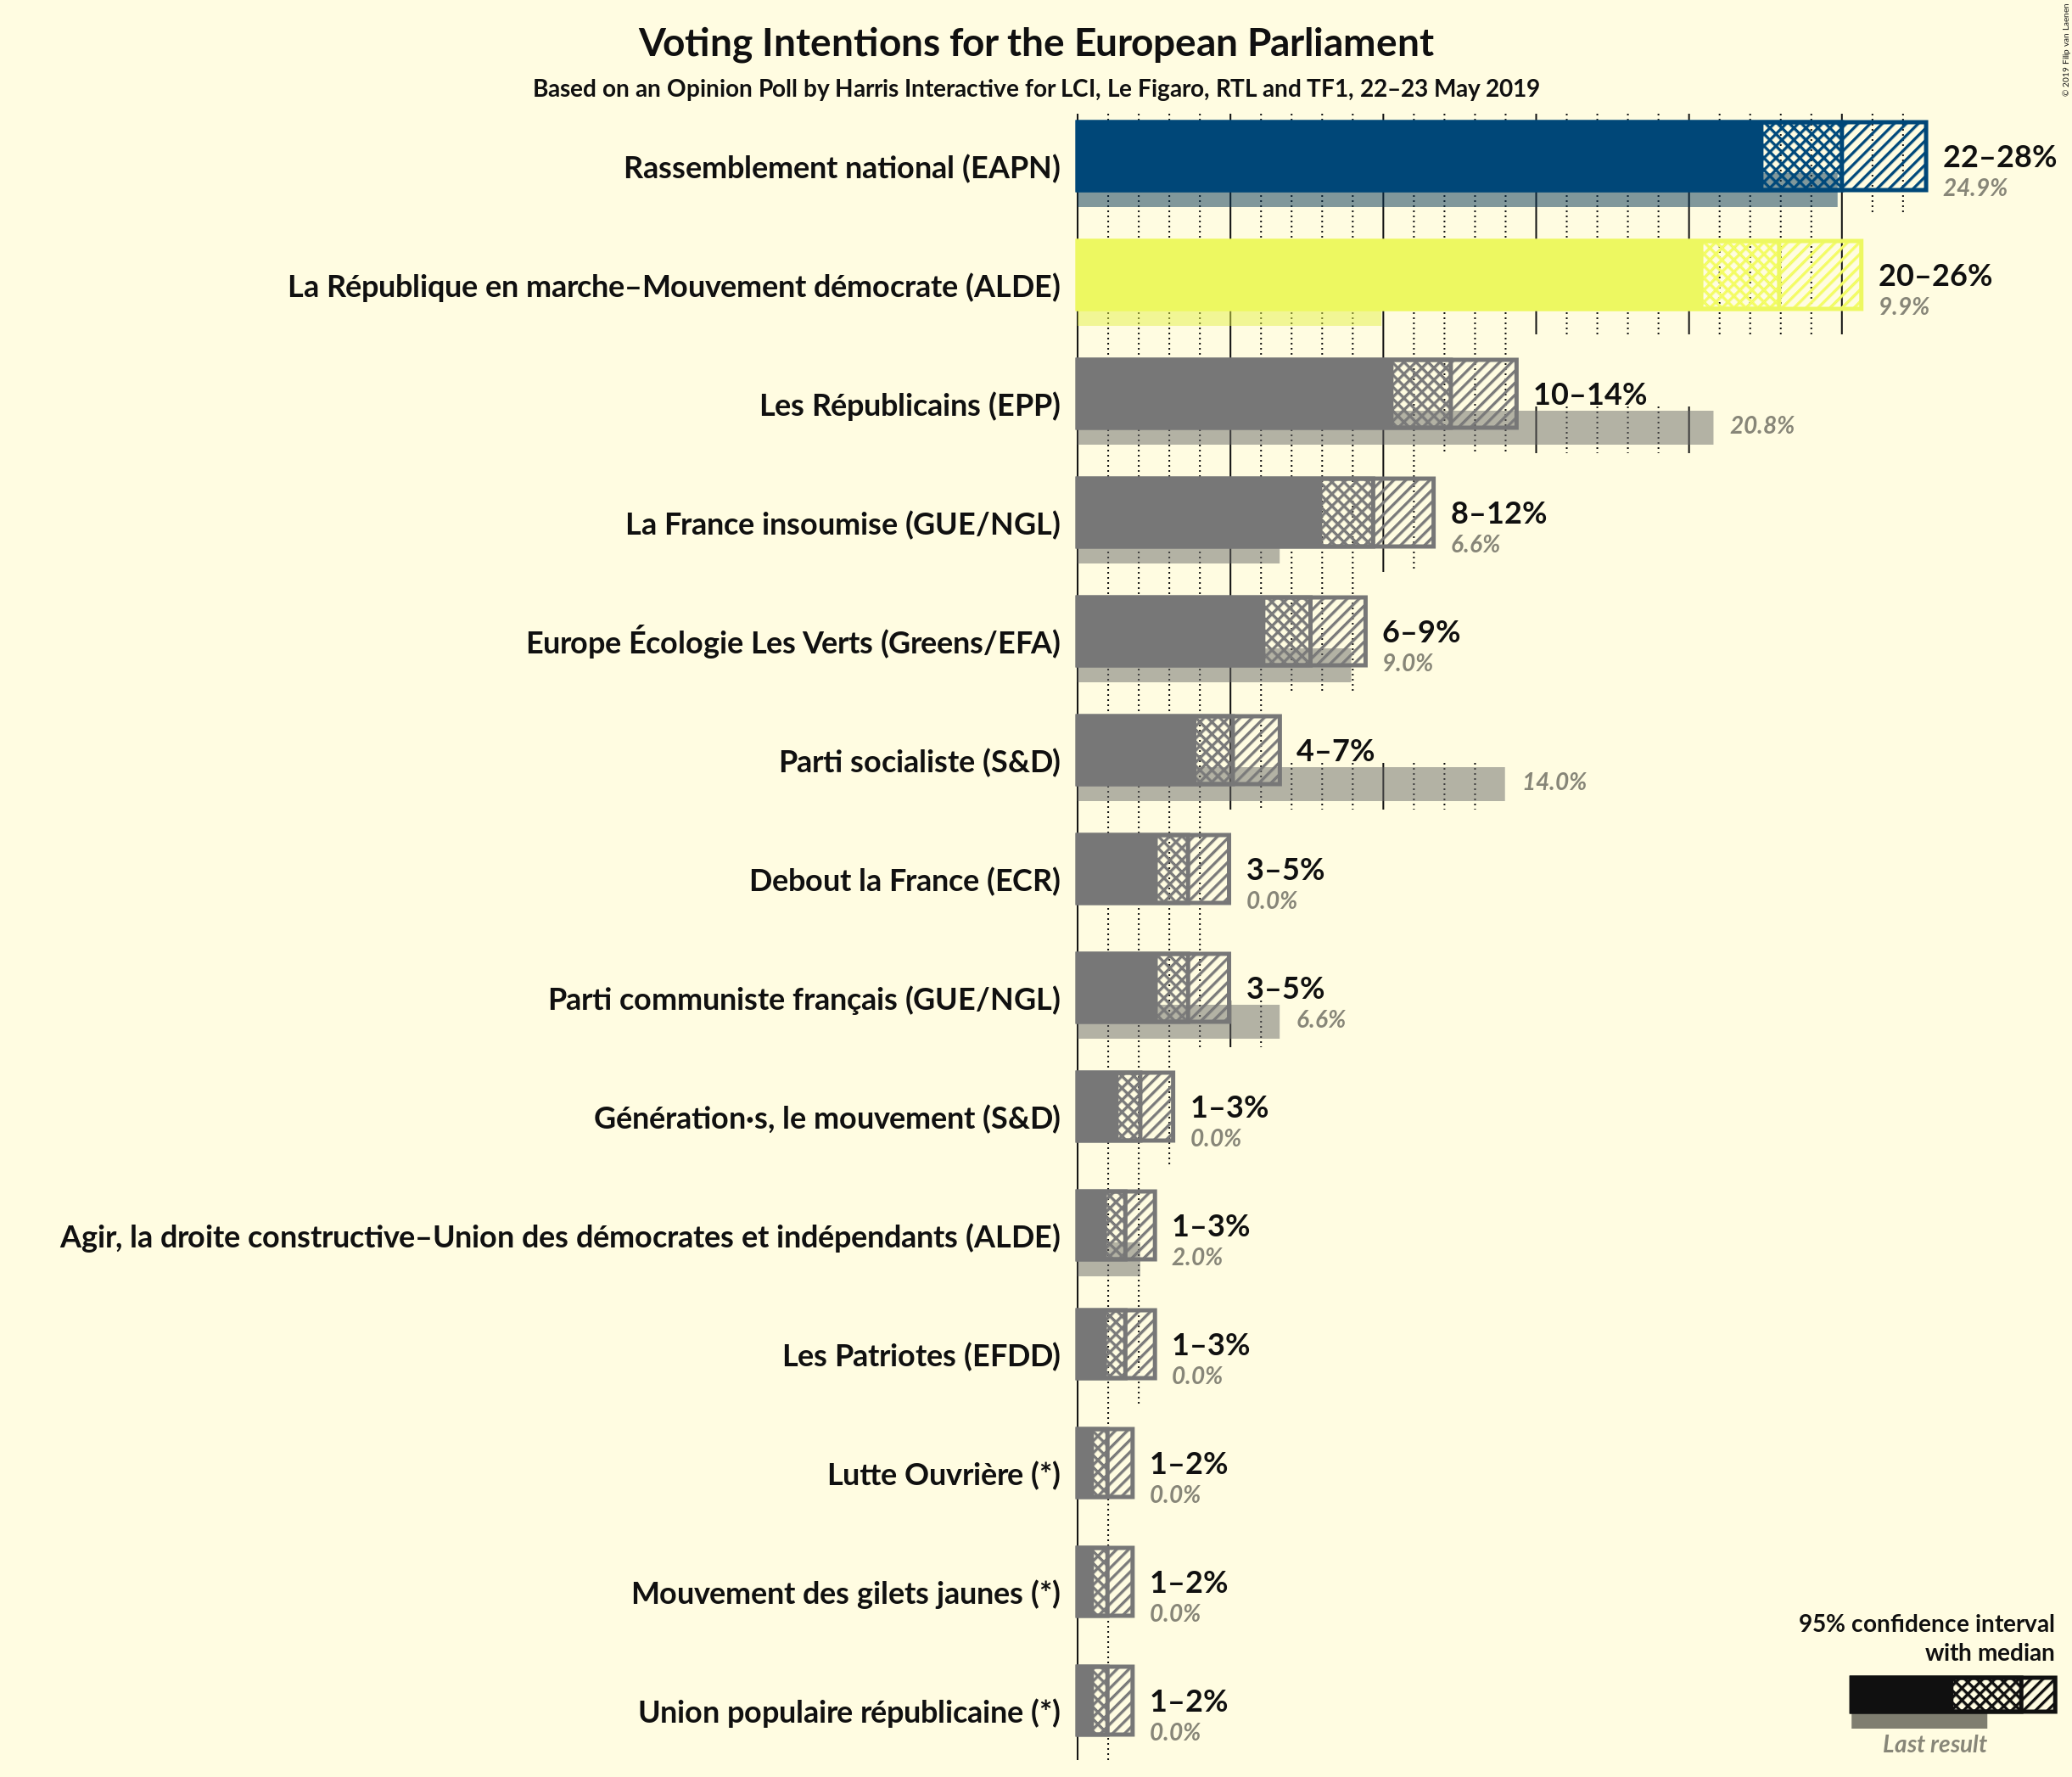 Voting Intentions for the European Parliament
Based on an Opinion Poll by Harris Interactive for LCI, Le Figaro, RTL and TF1, 22–23 May 2019
© 2019 Filip van Laenen
Rassemblement national (EAPN)
22–28%
24.9%
La République en marche–Mouvement démocrate (ALDE)
20–26%
9.9%
Les Républicains (EPP)
10–14%
20.8%
La France insoumise (GUE/NGL)
8–12%
6.6%
Europe Écologie Les Verts (Greens/EFA)
6–9%
9.0%
Parti socialiste (S&D)
4–7%
14.0%
Debout la France (ECR)
3–5%
0.0%
Parti communiste français (GUE/NGL)
3–5%
6.6%
Génération·s, le mouvement (S&D)
1–3%
0.0%
Agir, la droite constructive–Union des démocrates et indépendants (ALDE)
1–3%
2.0%
Les Patriotes (EFDD)
1–3%
0.0%
Lutte Ouvrière (*)
1–2%
0.0%
Mouvement des gilets jaunes (*)
1–2%
0.0%
Union populaire républicaine (*)
1–2%
0.0%
95% confidence interval
with median
Last result